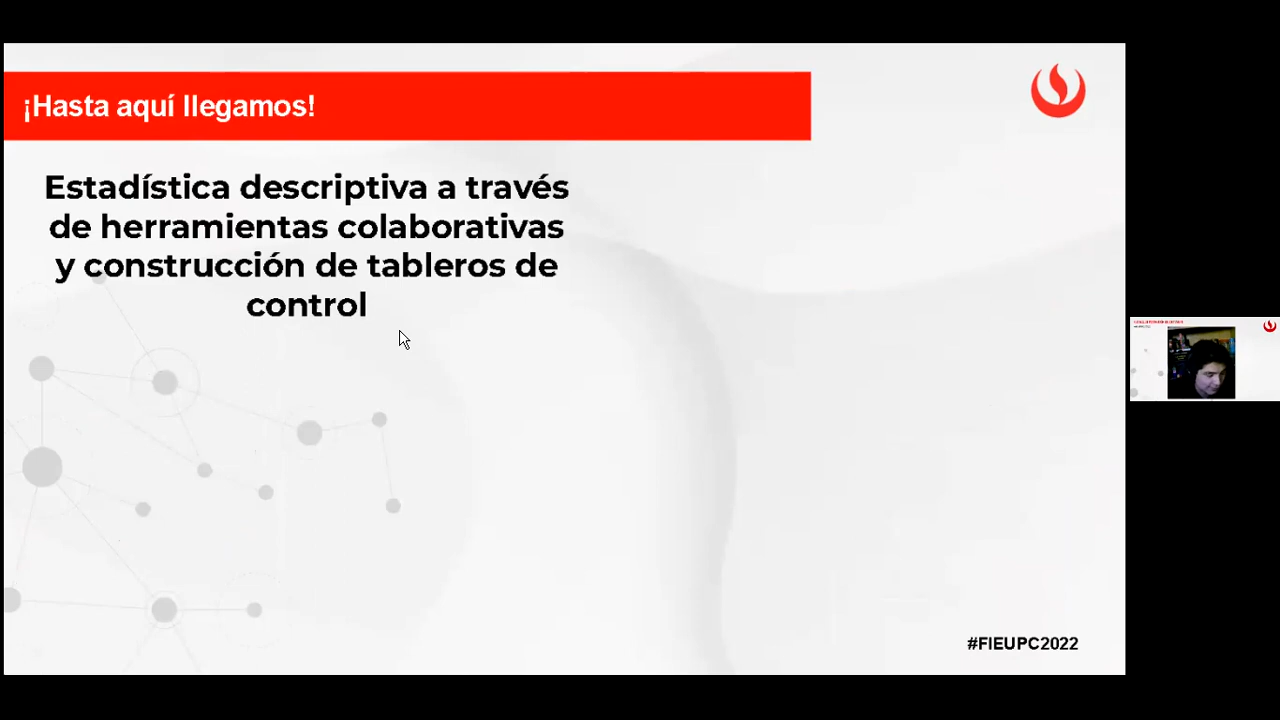 ¡Hasta aquí llegamos!
Estadística descriptiva a través
de herramientas colaborativas
y construcción de tableros de
control
#FIEUPC2022